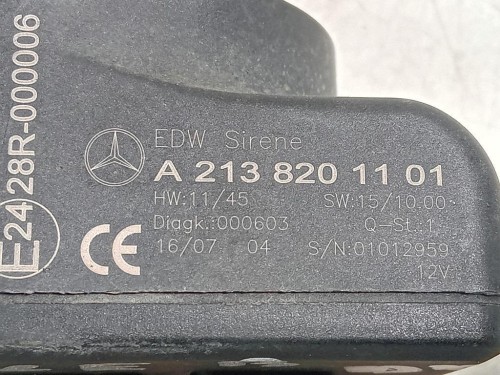 EDW Sirene
A 213 820 11 01
HW:11/45 SW:15/10.00
Diagk.:000603 Q-St.:1
16/07 04 S/N:01012959
12V
CE
E24 28R-000006